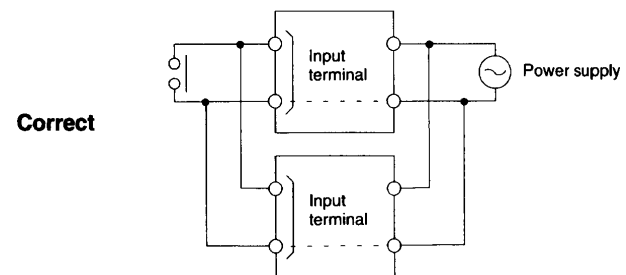 Input
terminal
Power supply
Correct
Input
terminal